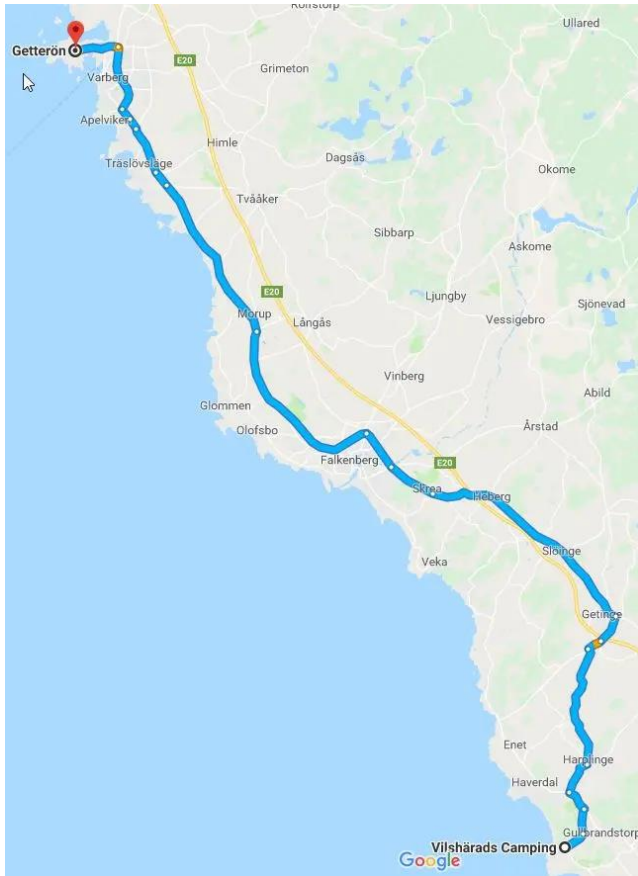 Rolfstorp
Ullared
Getterön
E20
Grimeton
Varberg
Apelviken
Himle
Dagsås
Träslövsläge
Okome
Tvååker
Sibbarp
Askome
E20
Ljungby
Sjönevad
Morup
Långås
Vessigebro
Vinberg
Abild
Glommen
Årstad
Olofsbo
Falkenberg
E20
Skrea
Heberg
Slöinge
Veka
Getinge
Enet
Harplinge
Haverdal
Gullbrandstorp
Vilshärads Camping
Google